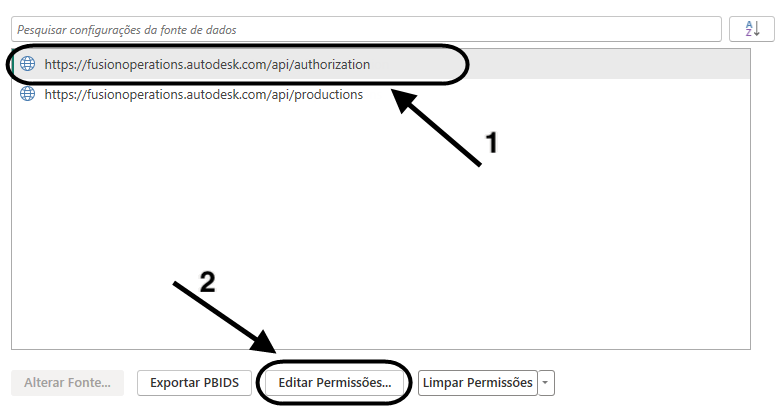 Pesquisar configurações da fonte de dados
A
Z
https://fusionoperations.autodesk.com/api/authorization
https://fusionoperations.autodesk.com/api/productions
1
2
Alterar Fonte...
Exportar PBIDS
Editar Permissões...
Limpar Permissões